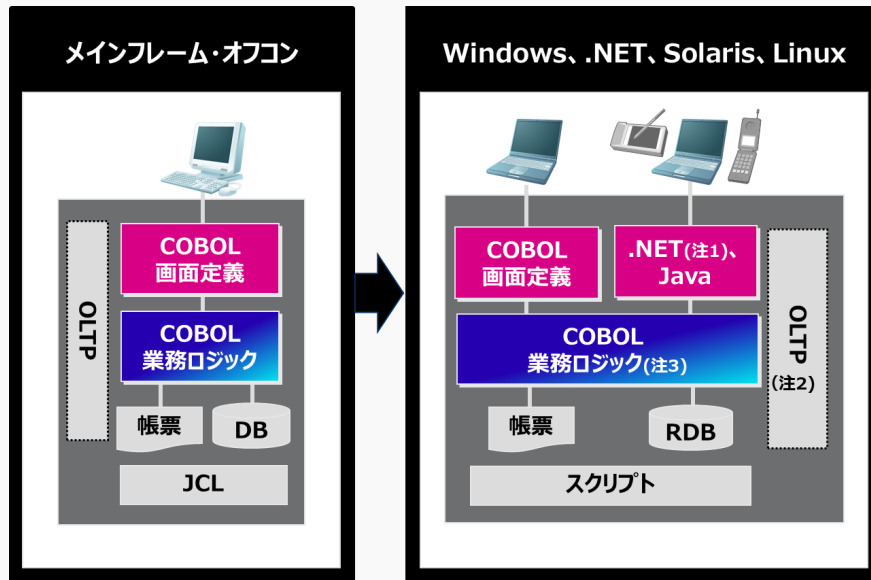 メインフレーム・オフコン
OLTP
COBOL
画面定義
COBOL
業務ロジック
帳票
DB
JCL
Windows、.NET、Solaris、Linux
COBOL
画面定義
.NET(注1)、
Java
COBOL
業務ロジック(注3)
OLTP
(注2)
帳票
RDB
スクリプト